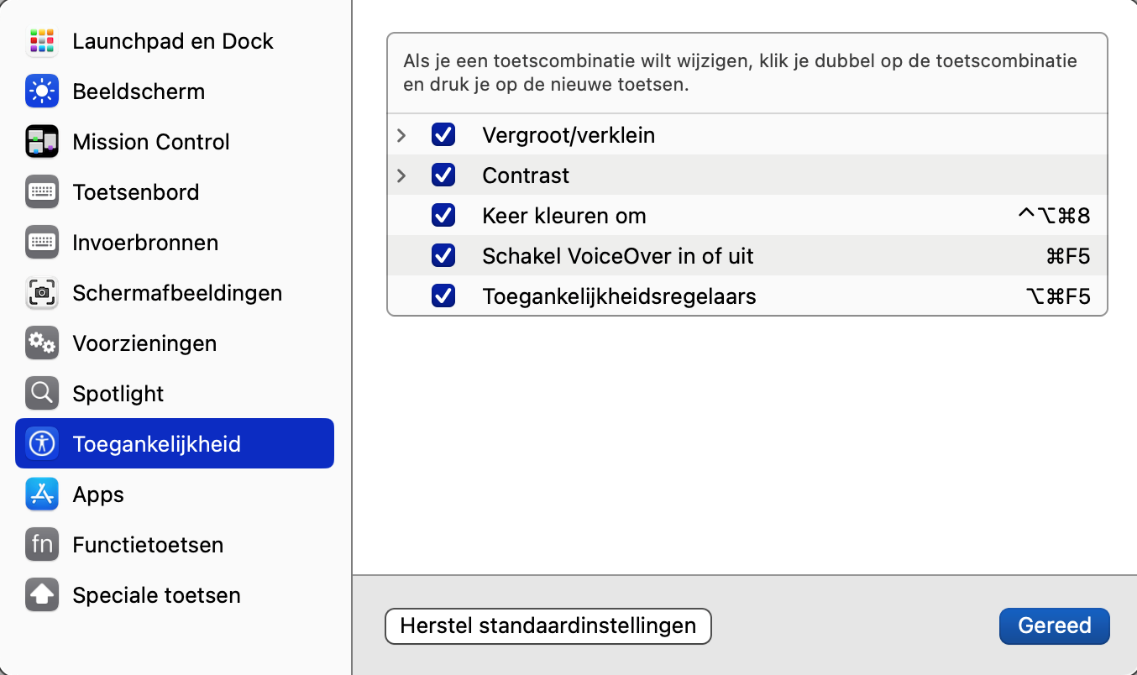 Launchpad en Dock
Beeldscherm
Mission Control
Toetsenbord
Invoerbronnen
Schermafbeeldingen
Voorzieningen
Spotlight
Toegankelijkheid
Apps
fn Functietoetsen
Speciale toetsen
Als je een toetscombinatie wilt wijzigen, klik je dubbel op de toetscombinatie
en druk je op de nieuwe toetsen.
Vergroot/verklein
Contrast
Keer kleuren om ^⌥⌘8
Schakel VoiceOver in of uit ⌘F5
Toegankelijkheidsregelaars ⌥⌘F5
Herstel standaardinstellingen
Gereed